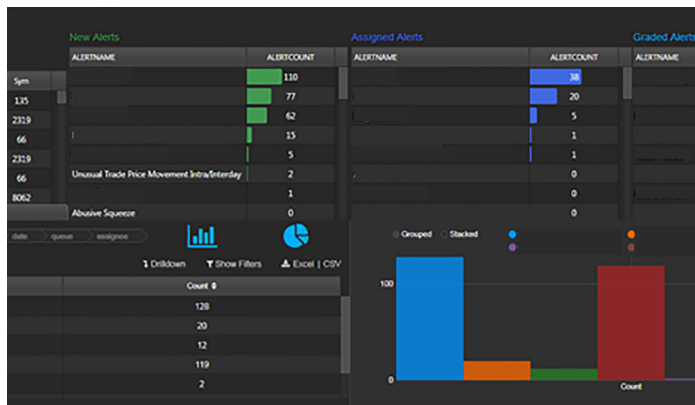 New Alerts
Assigned Alerts
Graded Alerts
ALERTNAME ALERTCOUNT
ALERTNAME ALERTCOUNT
ALERTNAME
Sym
135
2319
66
2319
66
8062
110
77
62
15
5
Unusual Trade Price Movement Intra/Interday 2
1
Abusive Squeeze 0
38
20
5
1
1
0
0
0
date queue assignee
Drilldown Show Filters Excel | CSV
Count
128
20
12
119
2
Grouped Stacked
100
0
Count